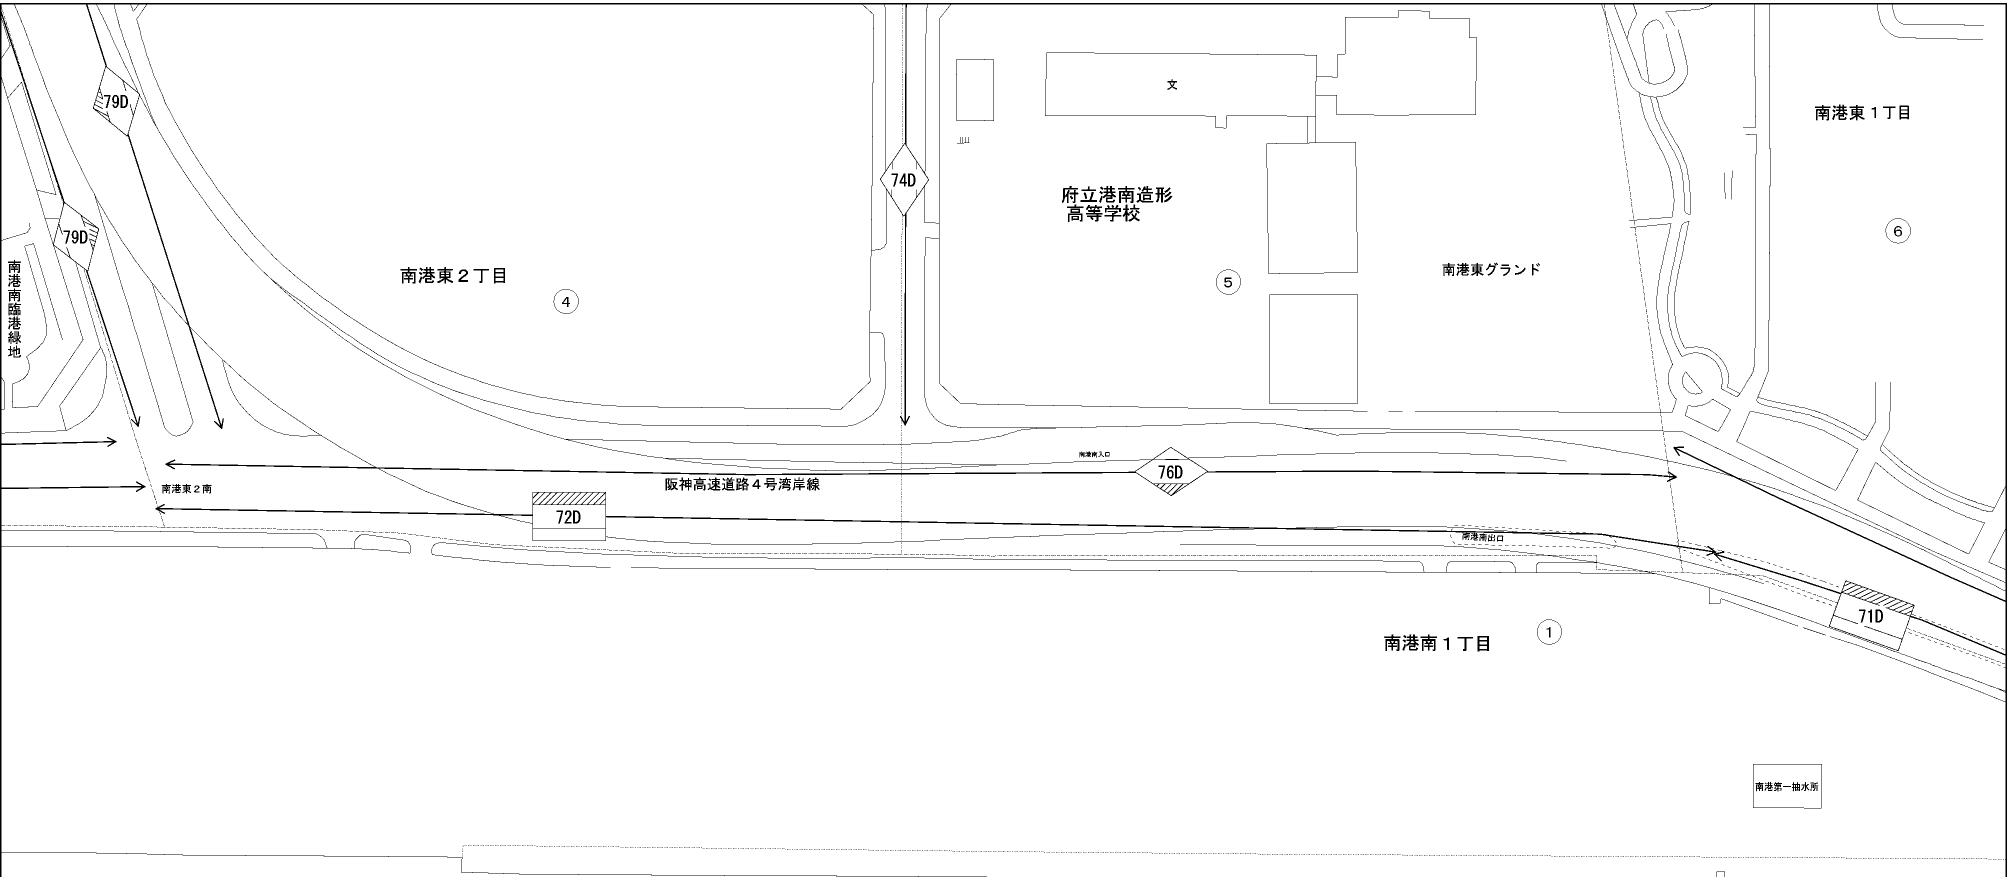 79D
文
南港東１丁目
74D
府立港南造形
高等学校
79D
6
南港東２丁目
4
5
南港東グランド
南港南臨港緑地
南港南入口
76D
阪神高速道路４号湾岸線
南港東２南
72D
南港南出口
71D
南港南１丁目
1
南港第一抽水所